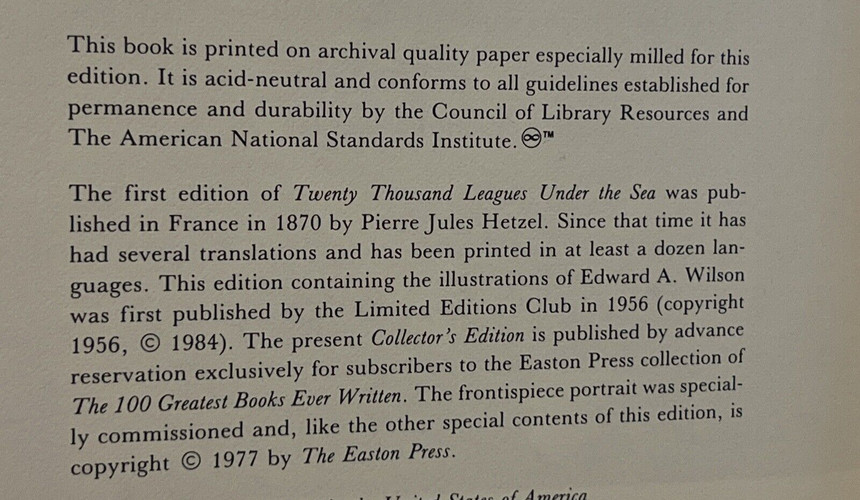 This book is printed on archival quality paper especially milled for this
edition. It is acid-neutral and conforms to all guidelines established for
permanence and durability by the Council of Library Resources and
The American National Standards Institute. ♾™
The first edition of Twenty Thousand Leagues Under the Sea was pub-
lished in France in 1870 by Pierre Jules Hetzel. Since that time it has
had several translations and has been printed in at least a dozen lan-
guages. This edition containing the illustrations of Edward A. Wilson
was first published by the Limited Editions Club in 1956 (copyright
1956, © 1984). The present Collector's Edition is published by advance
reservation exclusively for subscribers to the Easton Press collection of
The 100 Greatest Books Ever Written. The frontispiece portrait was special-
ly commissioned and, like the other special contents of this edition, is
copyright © 1977 by The Easton Press.
United States of America